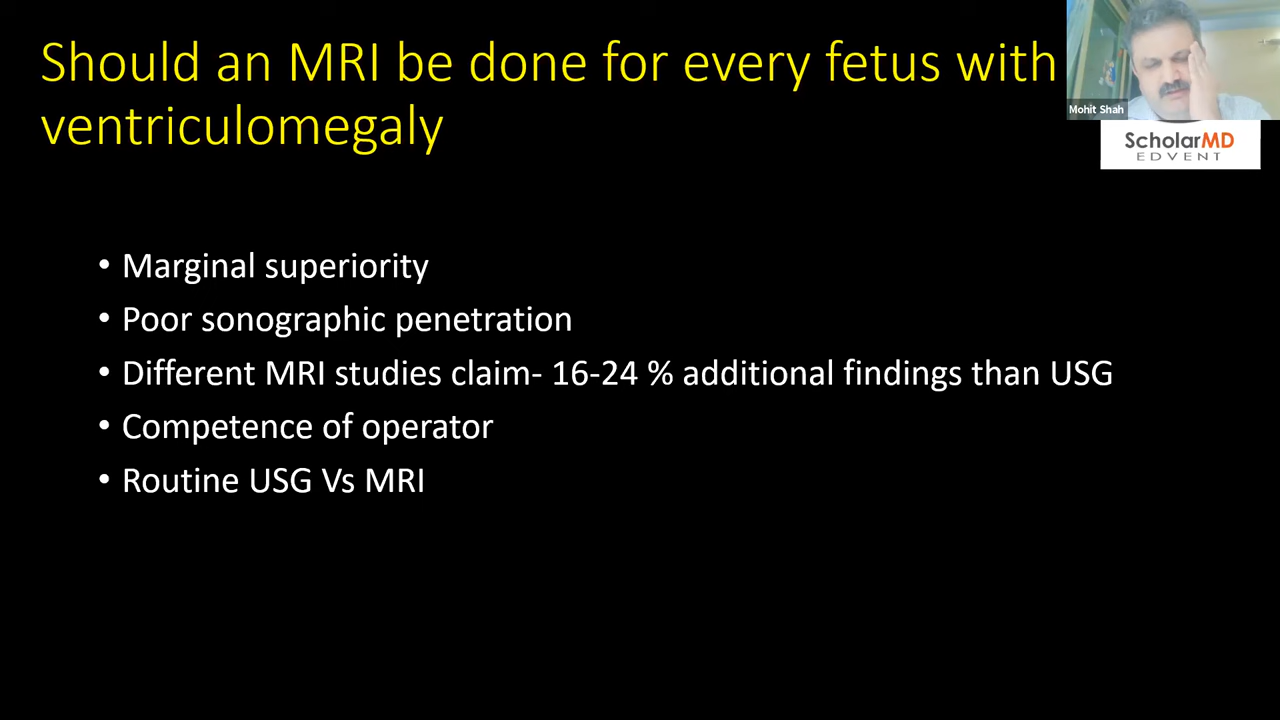 Should an MRI be done for every fetus with
ventriculomegaly
Mohit Shah
ScholarMD
EDVENT
• Marginal superiority
• Poor sonographic penetration
• Different MRI studies claim- 16-24 % additional findings than USG
• Competence of operator
• Routine USG Vs MRI